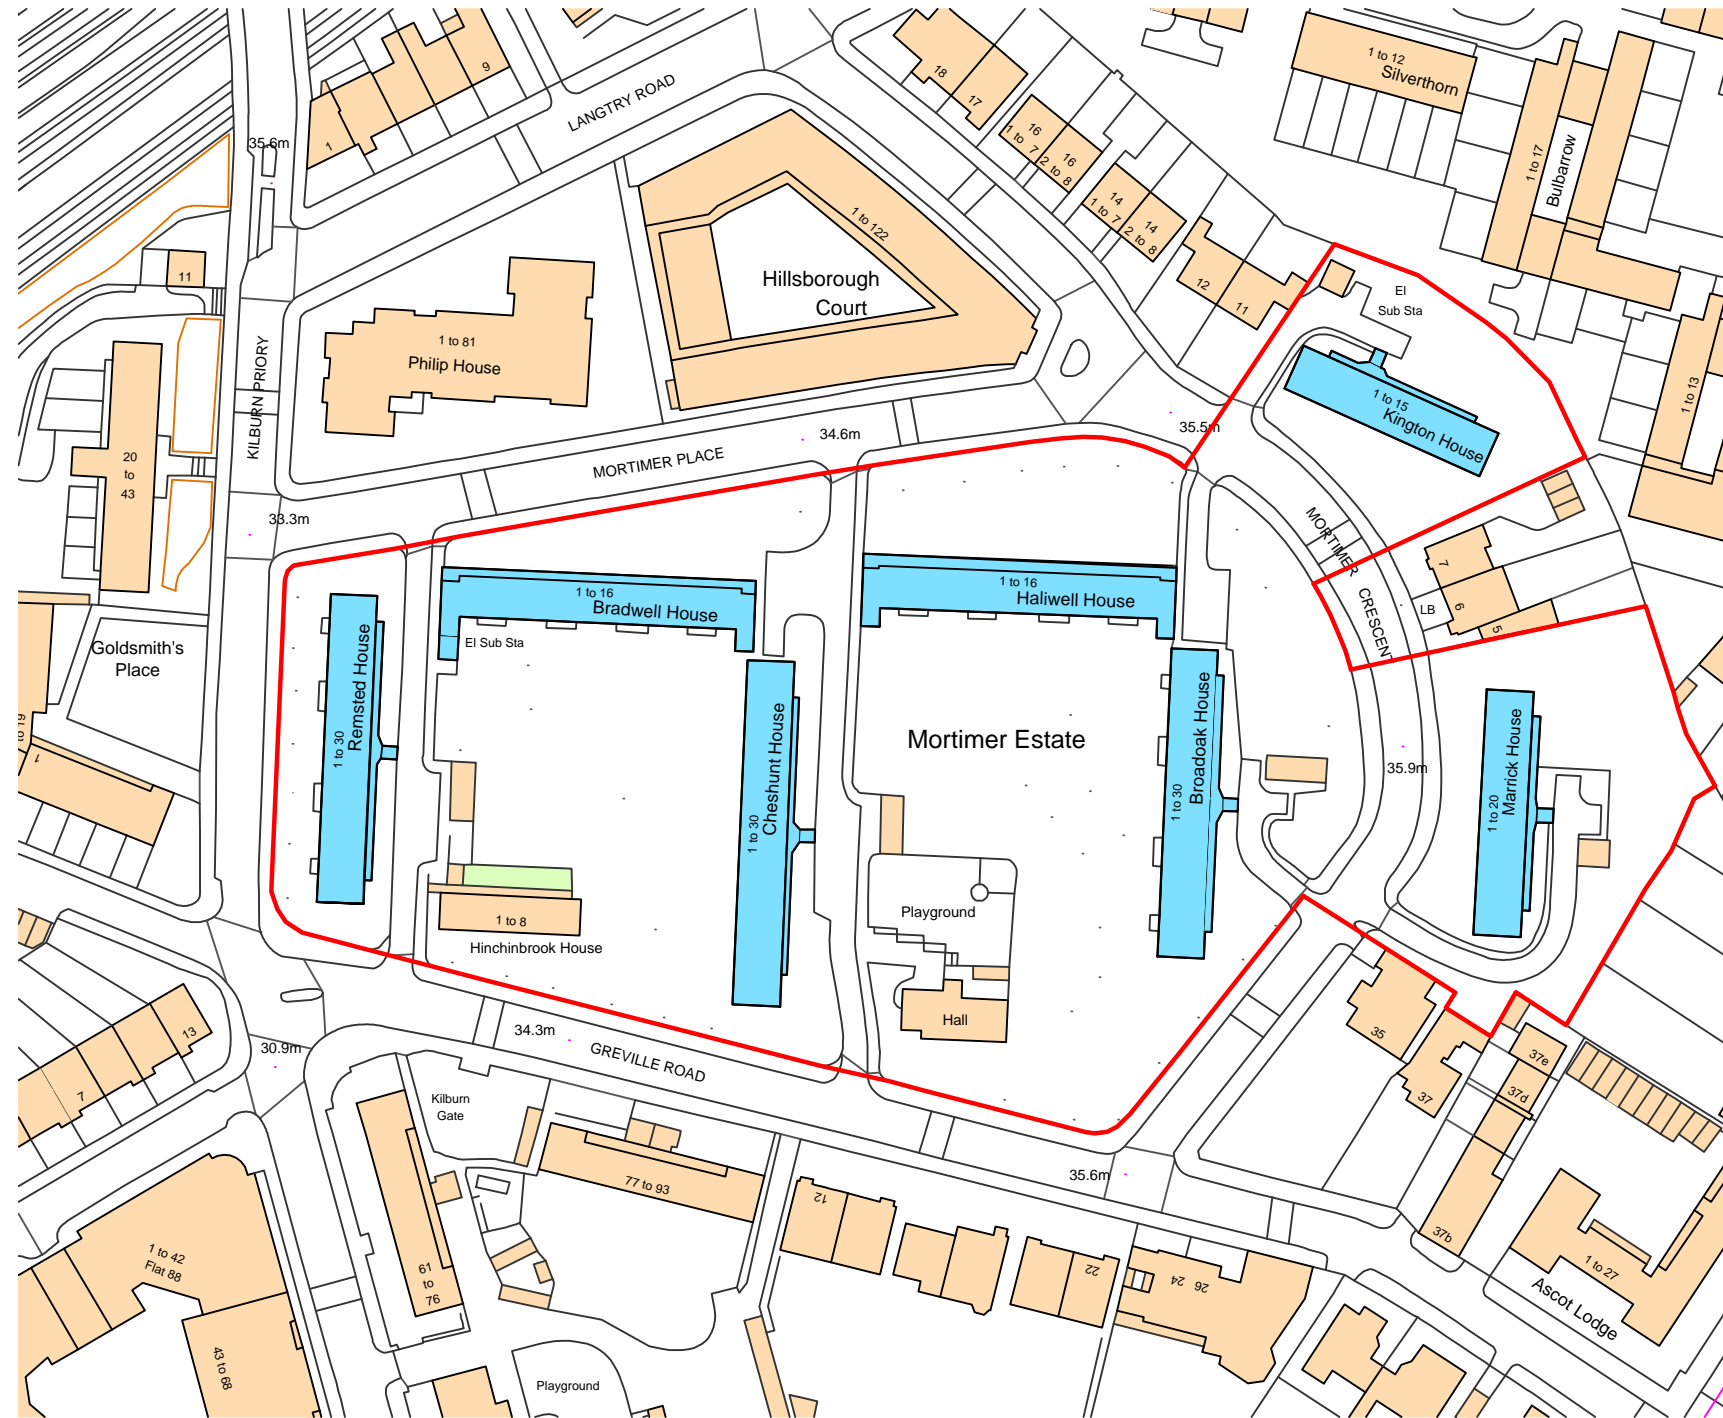 9
1
LANGTRY ROAD
35.6m
18
17
16
1 to 7
16
2 to 8
14
1 to 7
14
2 to 8
12
11
1 to 12
Silverthorn
1 to 17
Bulbarrow
1 to 13
1 to 122
Hillsborough
Court
El
Sub Sta
11
1 to 81
Philip House
KILBURN PRIORY
20
to
43
1 to 15
Kington House
35.5m
34.6m
MORTIMER PLACE
33.3m
MORTIMER CRESCENT
7
6
5
LB
1 to 16
Bradwell House
El Sub Sta
1 to 16
Haliwell House
Goldsmith's
Place
to 19
1
1 to 30
Remsted House
1 to 30
Cheshunt House
Mortimer Estate
1 to 30
Broadoak House
35.9m
1 to 20
Marrick House
1 to 8
Hinchinbrook House
Playground
Hall
13
7
30.9m
34.3m
GREVILLE ROAD
Kilburn
Gate
35
37
37e
37d
37b
77 to 93
35.6m
12
22
24
26
1 to 42
Flat 88
43 to 68
61
to
76
Playground
1 to 27
Ascot Lodge